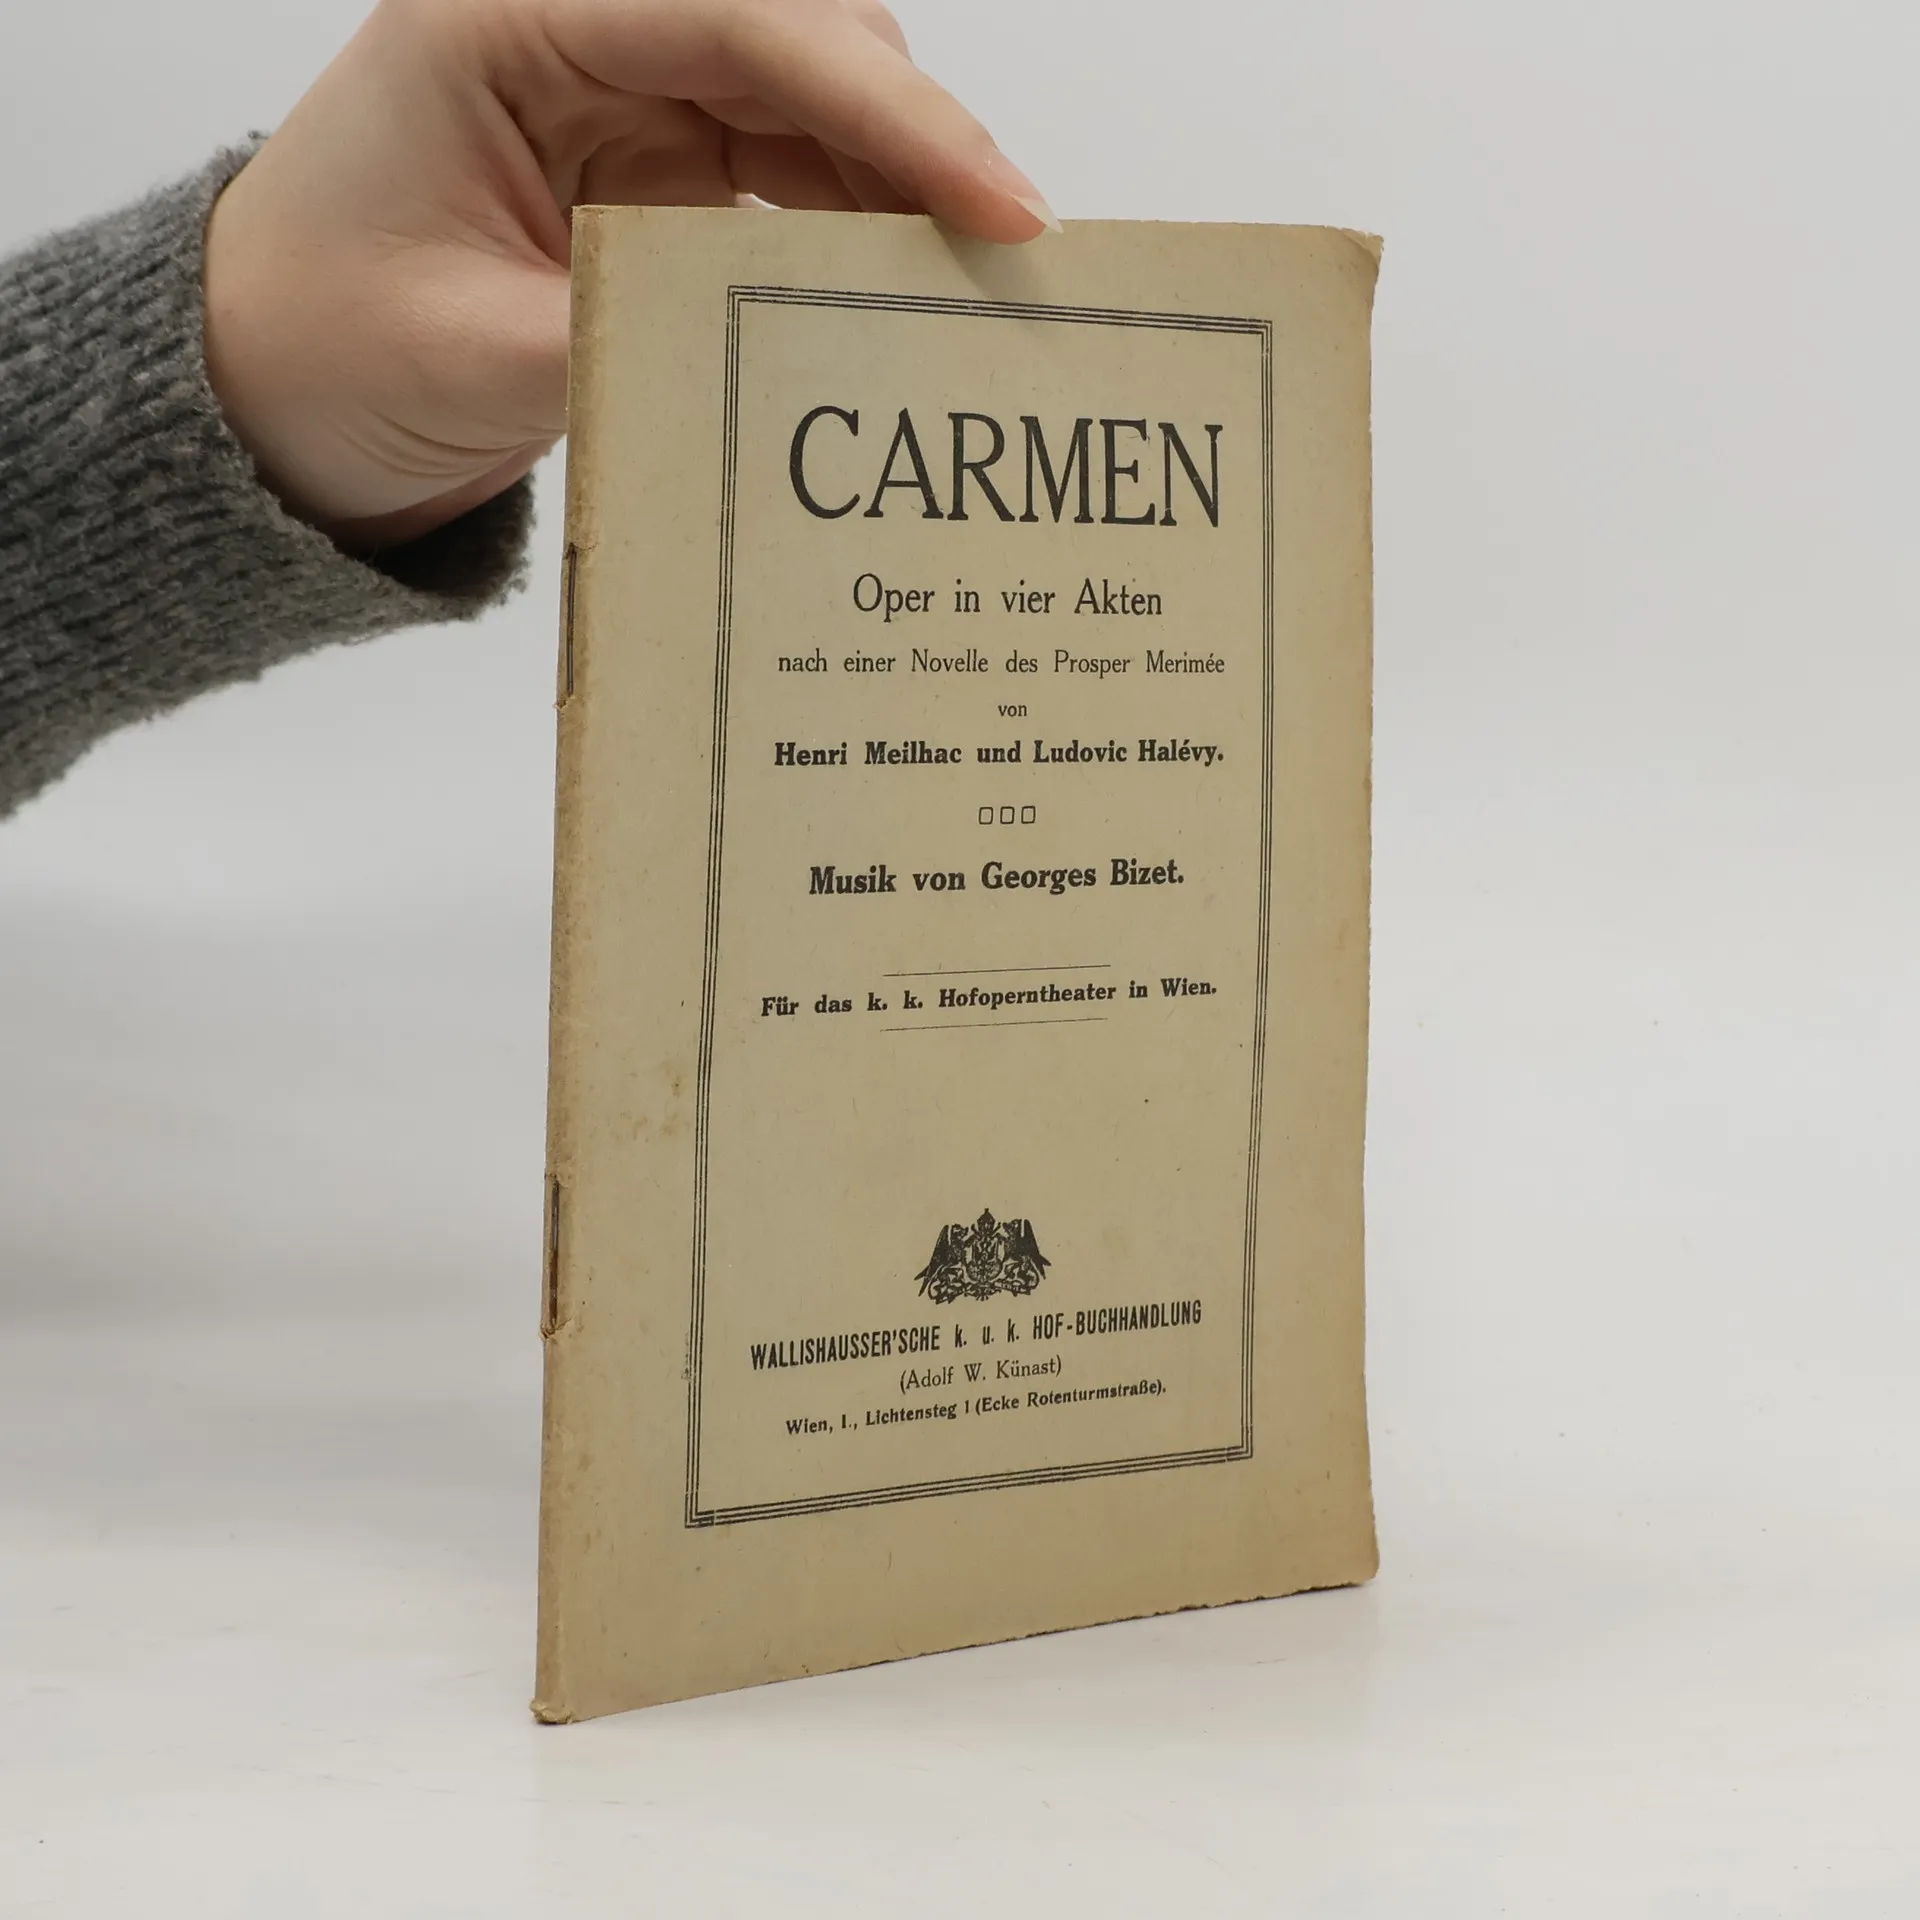 CARMEN
Oper in vier Akten
nach einer Novelle des Prosper Merimée
von
Henri Meilhac und Ludovic Halévy.
Musik von Georges Bizet.
Für das k. k. Hofoperntheater in Wien.
WALLISHAUSSER'SCHE k. u. k. HOF-BUCHHANDLUNG
(Adolf W. Künast)
Wien, I., Lichtensteg 1 (Ecke Rotenturmstraße).